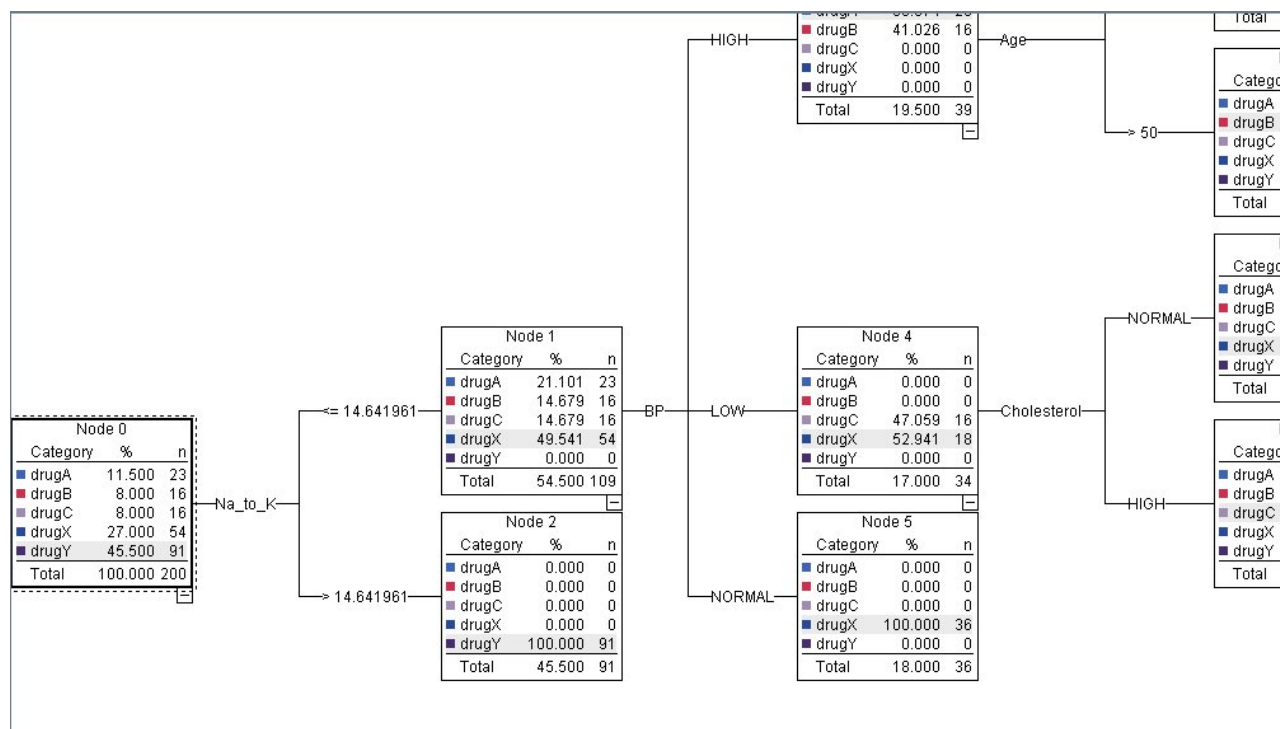 Node 0
Category % n
drugA 11.500 23
drugB 8.000 16
drugC 8.000 16
drugX 27.000 54
drugY 45.500 91
Total 100.000 200
Na_to_K
<= 14.641961
> 14.641961
Node 1
Category % n
drugA 21.101 23
drugB 14.679 16
drugC 14.679 16
drugX 49.541 54
drugY 0.000 0
Total 54.500 109
Node 2
Category % n
drugA 0.000 0
drugB 0.000 0
drugC 0.000 0
drugX 0.000 0
drugY 100.000 91
Total 45.500 91
BP
HIGH
LOW
NORMAL
drugB 41.026 16
drugC 0.000 0
drugX 0.000 0
drugY 0.000 0
Total 19.500 39
Node 4
Category % n
drugA 0.000 0
drugB 0.000 0
drugC 47.059 16
drugX 52.941 18
drugY 0.000 0
Total 17.000 34
Node 5
Category % n
drugA 0.000 0
drugB 0.000 0
drugC 0.000 0
drugX 100.000 36
drugY 0.000 0
Total 18.000 36
Age
> 50
Cholesterol
NORMAL
HIGH
Total
Catego
drugA
drugB
drugC
drugX
drugY
Total
Catego
drugA
drugB
drugC
drugX
drugY
Total
Catego
drugA
drugB
drugC
drugX
drugY
Total